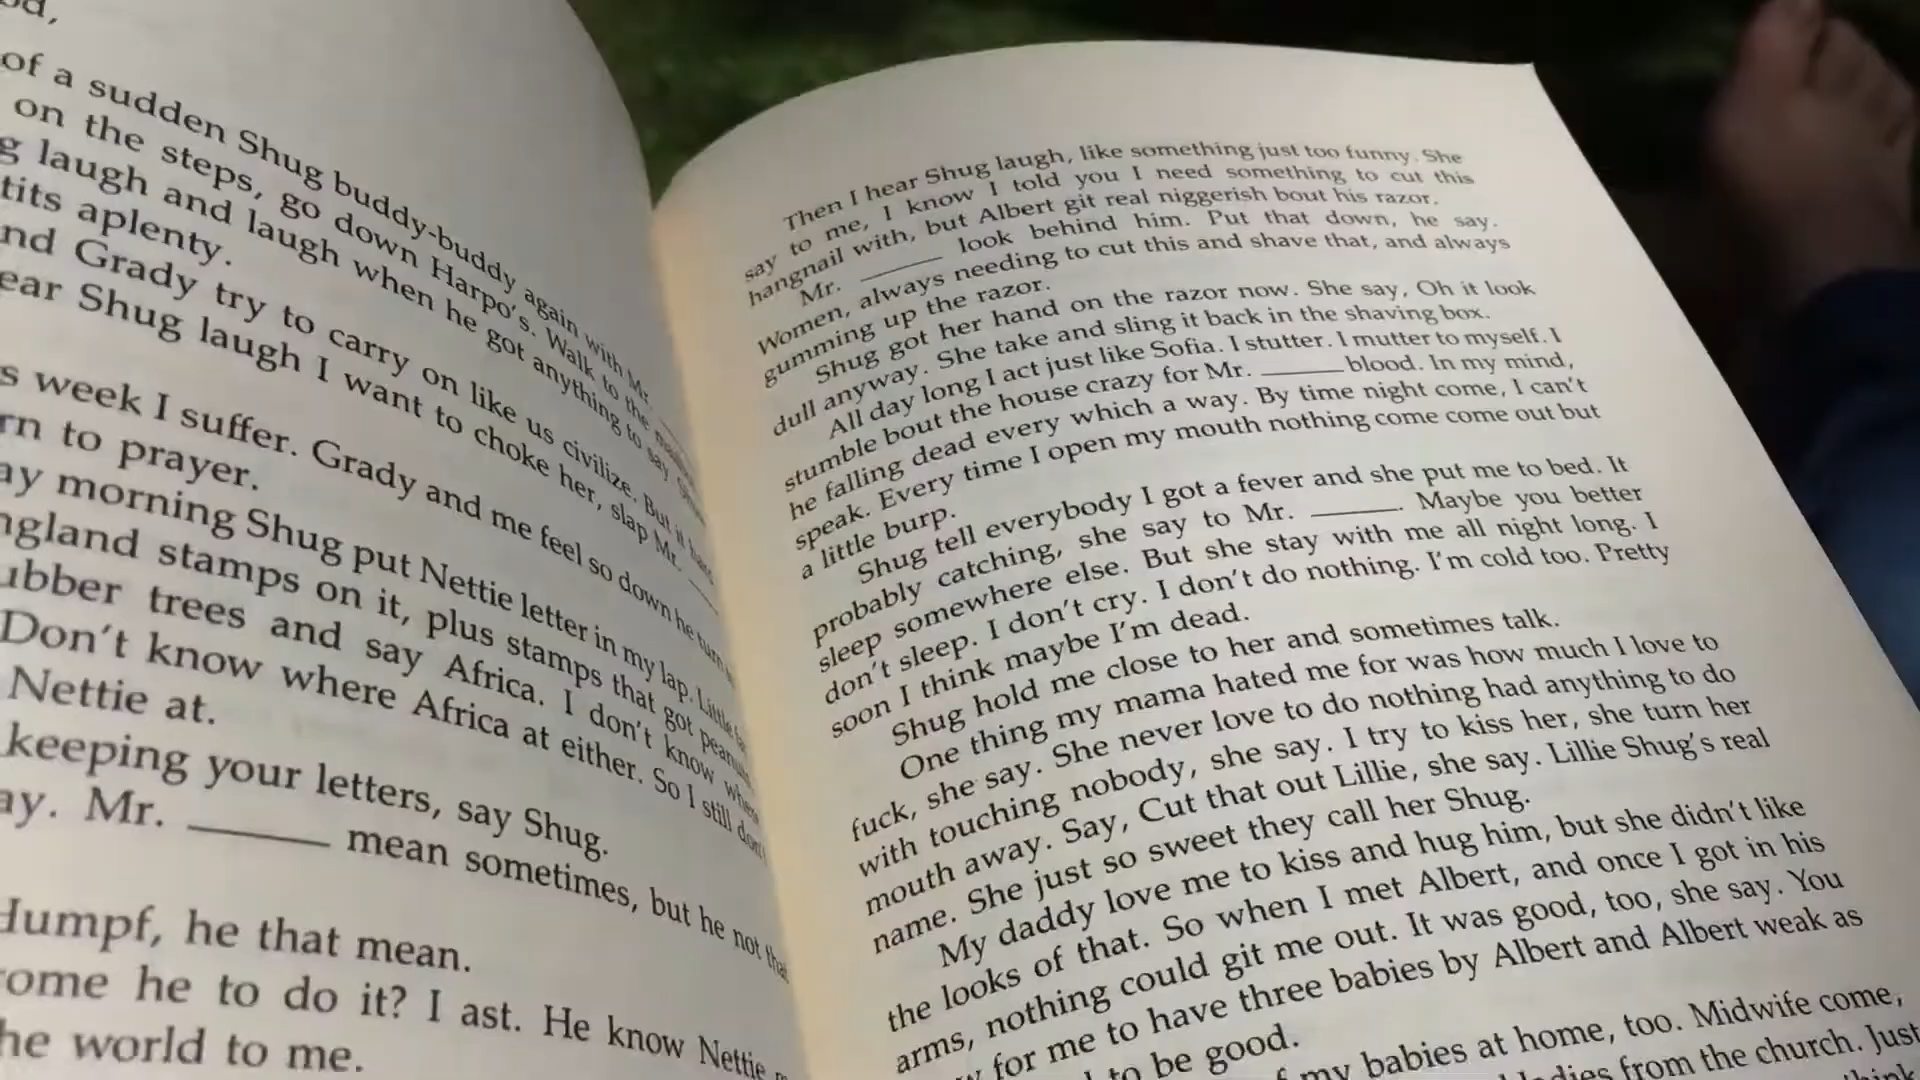 of a sudden Shug buddy-buddy again with Mr.
on the steps, go down Harpo's. Walk to the
laugh and laugh when he got anything to say
tits aplenty.
nd Grady try to carry on like us civilize. But it
ear Shug laugh I want to choke her, slap Mr. ____
s week I suffer. Grady and me feel so down he turn
rn to prayer.
ay morning Shug put Nettie letter in my lap. Little
ngland stamps on it, plus stamps that got peanuts
ubber trees and say Africa. I don't know where
Don't know where Africa at either. So I still don't
Nettie at.
keeping your letters, say Shug.
ay. Mr. ____ mean sometimes, but he not that
Humpf, he that mean.
ome he to do it? I ast. He know Nettie
he world to me.
Then I hear Shug laugh, like something just too funny. She
say to me, I know I told you I need something to cut this
hangnail with, but Albert git real niggerish bout his razor.
Mr. ____ look behind him. Put that down, he say.
Women, always needing to cut this and shave that, and always
gumming up the razor.
Shug got her hand on the razor now. She say, Oh it look
dull anyway. She take and sling it back in the shaving box.
All day long I act just like Sofia. I stutter. I mutter to myself. I
stumble bout the house crazy for Mr. ____ blood. In my mind,
he falling dead every which a way. By time night come, I can't
speak. Every time I open my mouth nothing come come out but
a little burp.
Shug tell everybody I got a fever and she put me to bed. It
probably catching, she say to Mr. ____. Maybe you better
sleep somewhere else. But she stay with me all night long. I
don't sleep. I don't cry. I don't do nothing. I'm cold too. Pretty
soon I think maybe I'm dead.
Shug hold me close to her and sometimes talk.
One thing my mama hated me for was how much I love to
fuck, she say. She never love to do nothing had anything to do
with touching nobody, she say. I try to kiss her, she turn her
mouth away. Say, Cut that out Lillie, she say. Lillie Shug's real
name. She just so sweet they call her Shug.
My daddy love me to kiss and hug him, but she didn't like
the looks of that. So when I met Albert, and once I got in his
arms, nothing could git me out. It was good, too, she say. You
for me to have three babies by Albert and Albert weak as
to be good.
my babies at home, too. Midwife come,
from the church. Just